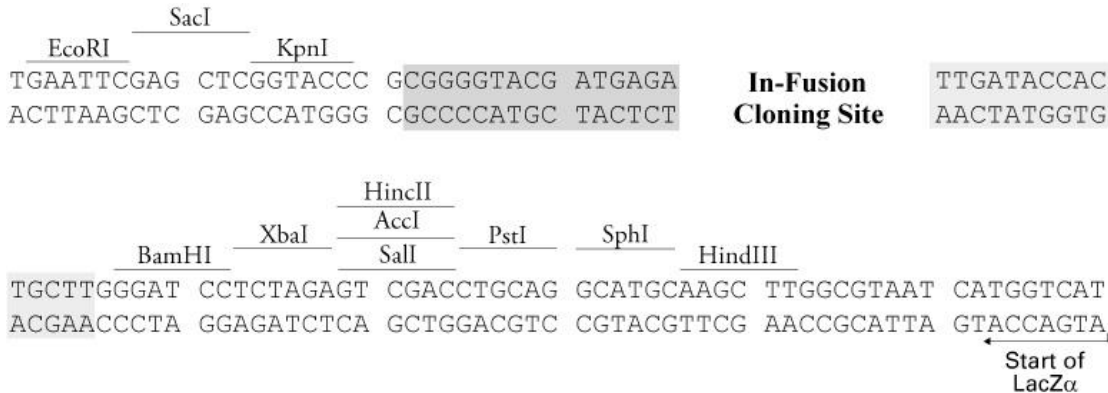 SacI
EcoRI KpnI
TGAATTCGAG CTCGGTACCC GCGGGGTACG ATGAGA In-Fusion TTGATACCAC
ACTTAAGCTC GAGCCATGGG CGCCCCATGC TACTCT Cloning Site AACTATGGTG
HincII
AccI
XbaI PstI SphI
BamHI SalI HindIII
TGCTTGGGAT CCTCTAGAGT CGACCTGCAG GCATGCAAGC TTGGCGTAAT CATGGTCAT
ACGAACCCTA GGAGATCTCA GCTGGACGTC CGTACGTTCG AACCGCATTA GTACCAGTA
Start of
LacZα